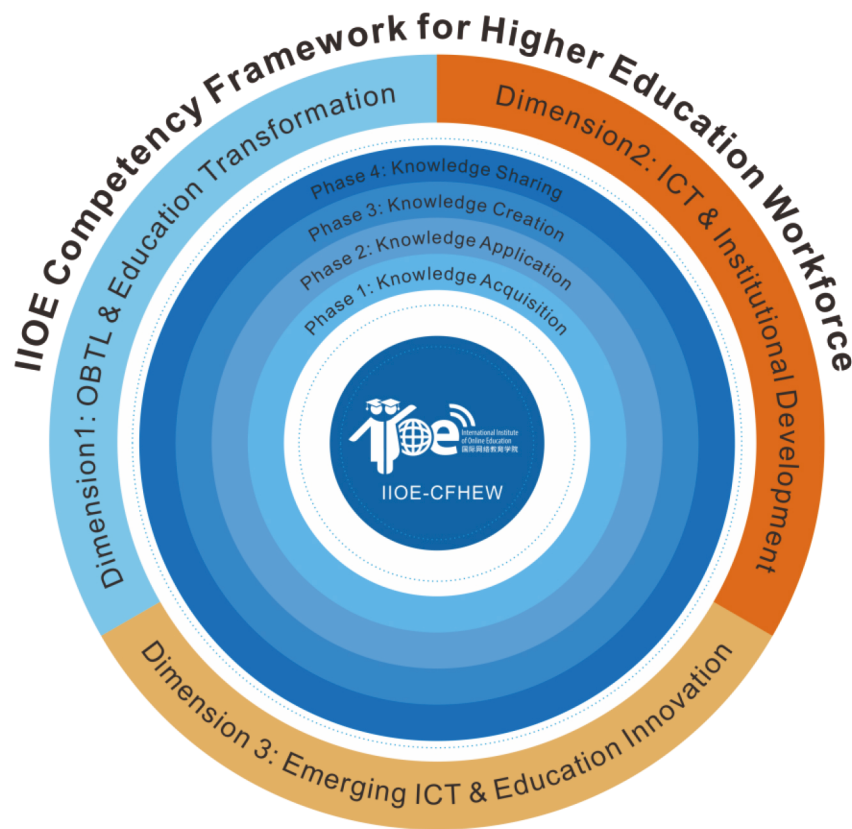 IIOE Competency Framework for Higher Education Workforce
Dimension1: OBTL & Education Transformation
Dimension2: ICT & Institutional Development
Dimension 3: Emerging ICT & Education Innovation
Phase 4: Knowledge Sharing
Phase 3: Knowledge Creation
Phase 2: Knowledge Application
Phase 1: Knowledge Acquisition
iioe
International Institute
of Online Education
国际网络教育学院
IIOE-CFHEW